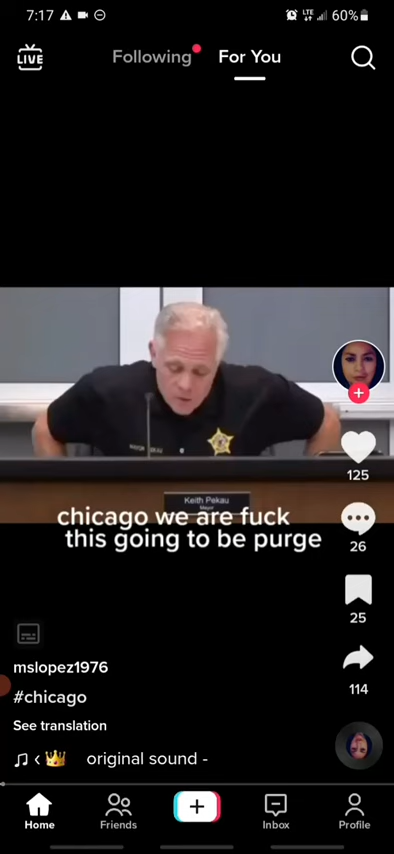 7:17
LTE
60%
LIVE
Following
For You
Keith Pekau
Mayor
125
chicago we are fuck
this going to be purge
26
25
114
mslopez1976
#chicago
See translation
original sound -
Home
Friends
Inbox
Profile